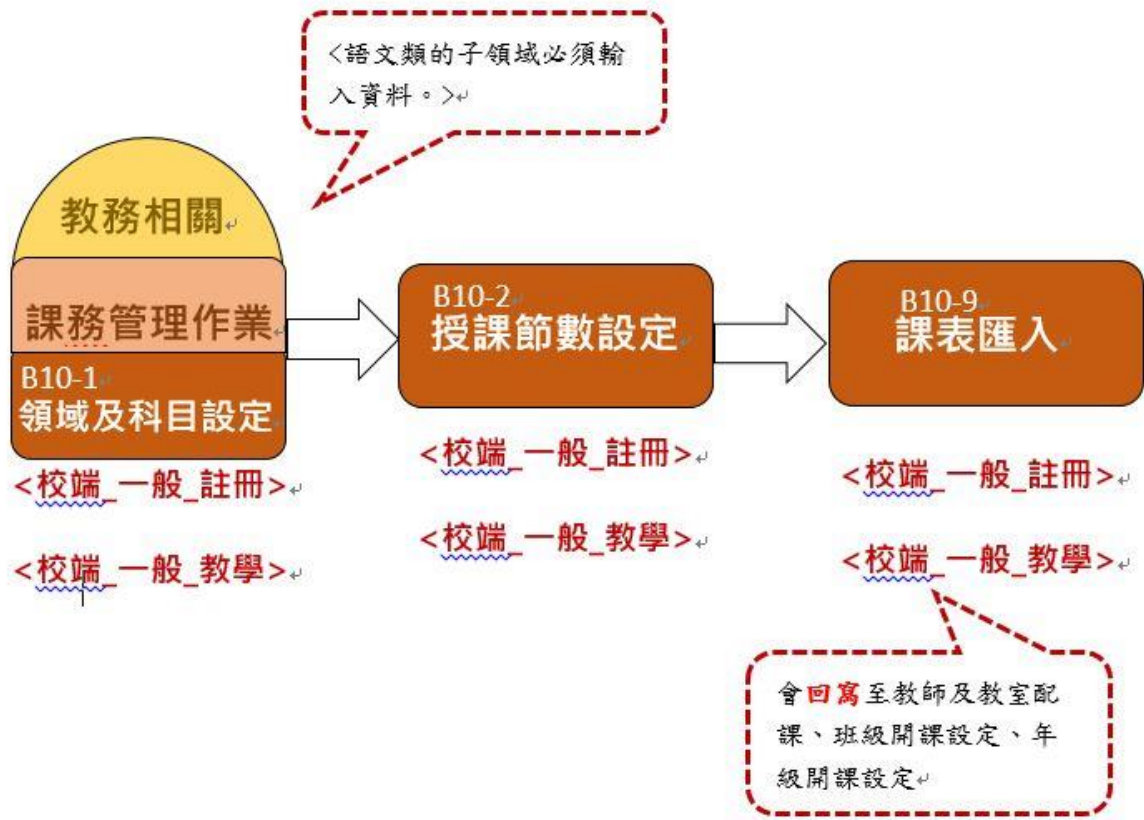 <語文類的子領域必須輸
入資料。>
教務相關
課務管理作業
B10-1
領域及科目設定
<校端_一般_註冊>
<校端_一般_教學>
B10-2
授課節數設定
<校端_一般_註冊>
<校端_一般_教學>
B10-9
課表匯入
<校端_一般_註冊>
<校端_一般_教學>
會回寫至教師及教室配
課、班級開課設定、年
級開課設定